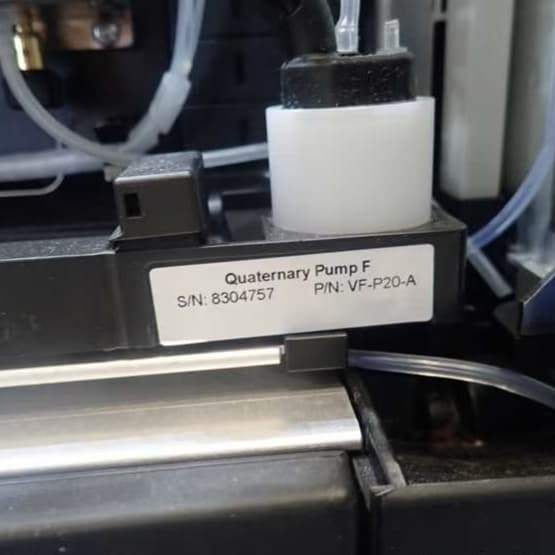 Quaternary Pump F
S/N: 8304757 P/N: VF-P20-A